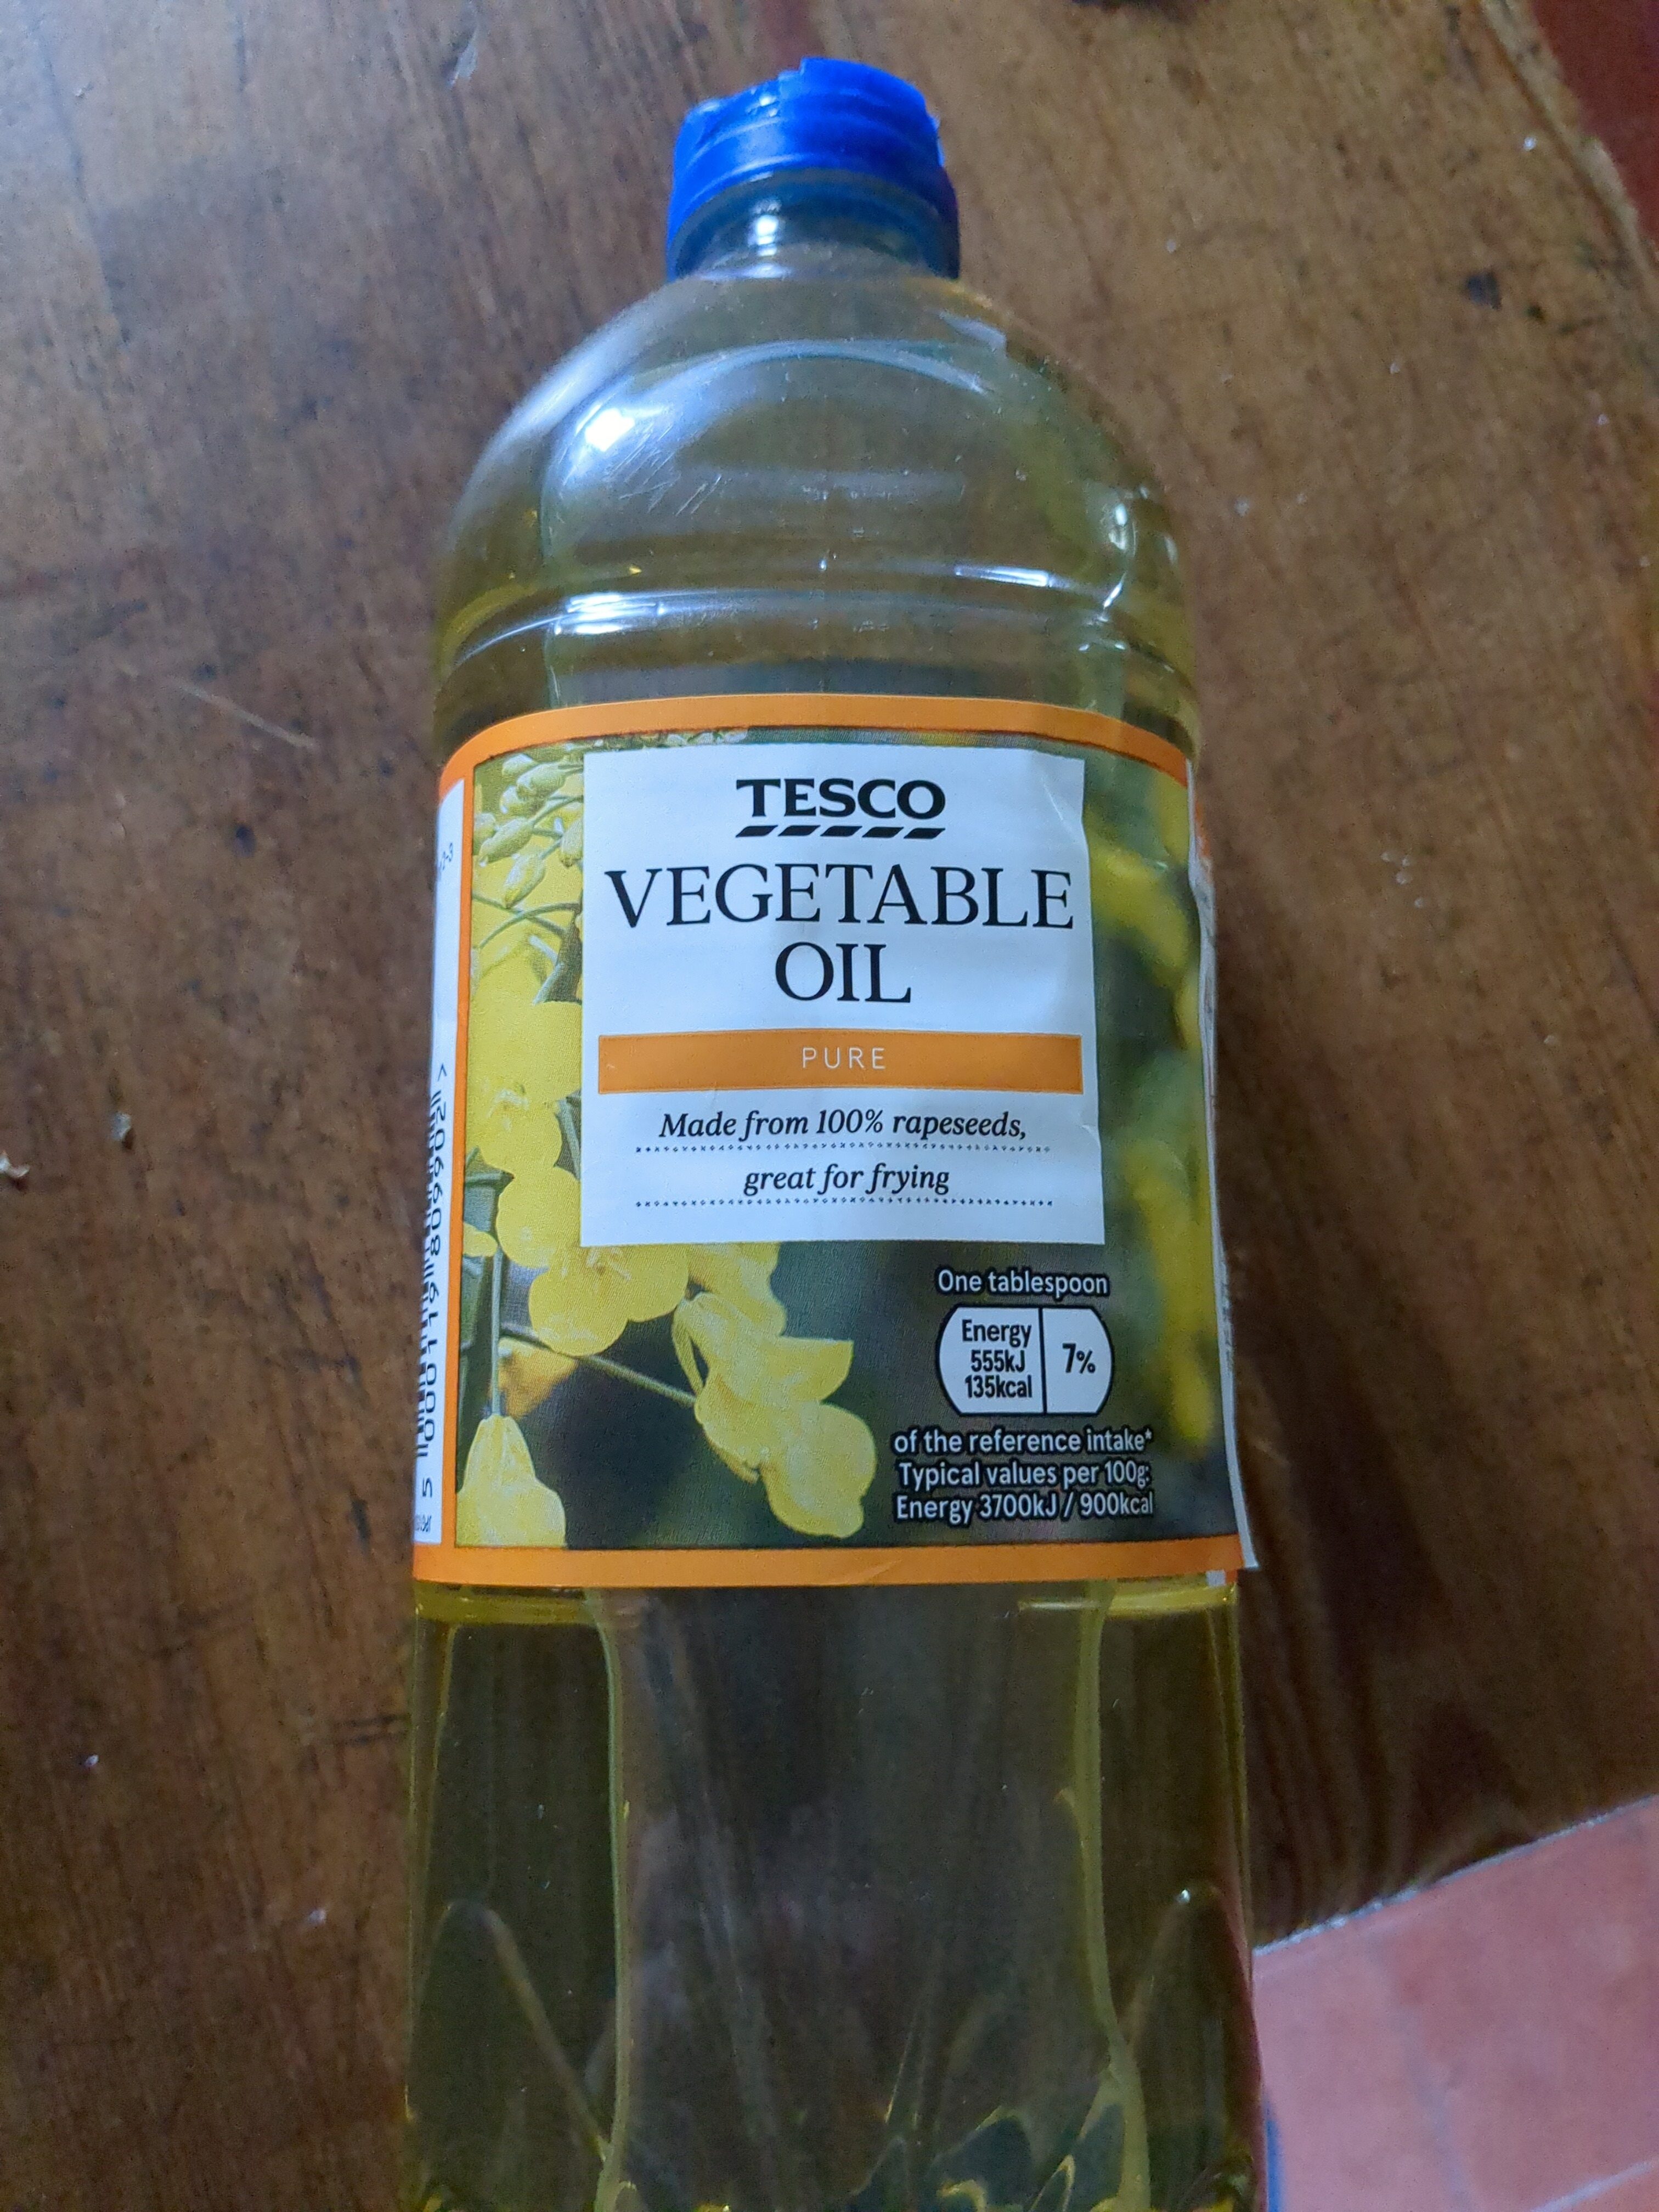 TESCO
VEGETABLE
OIL
PURE
Made from 100% rapeseeds,
great for frying
One tablespoon
Energy
555kJ
135kcal
7%
of the reference intake*
Typical values per 100g:
Energy 3700kJ / 900kcal